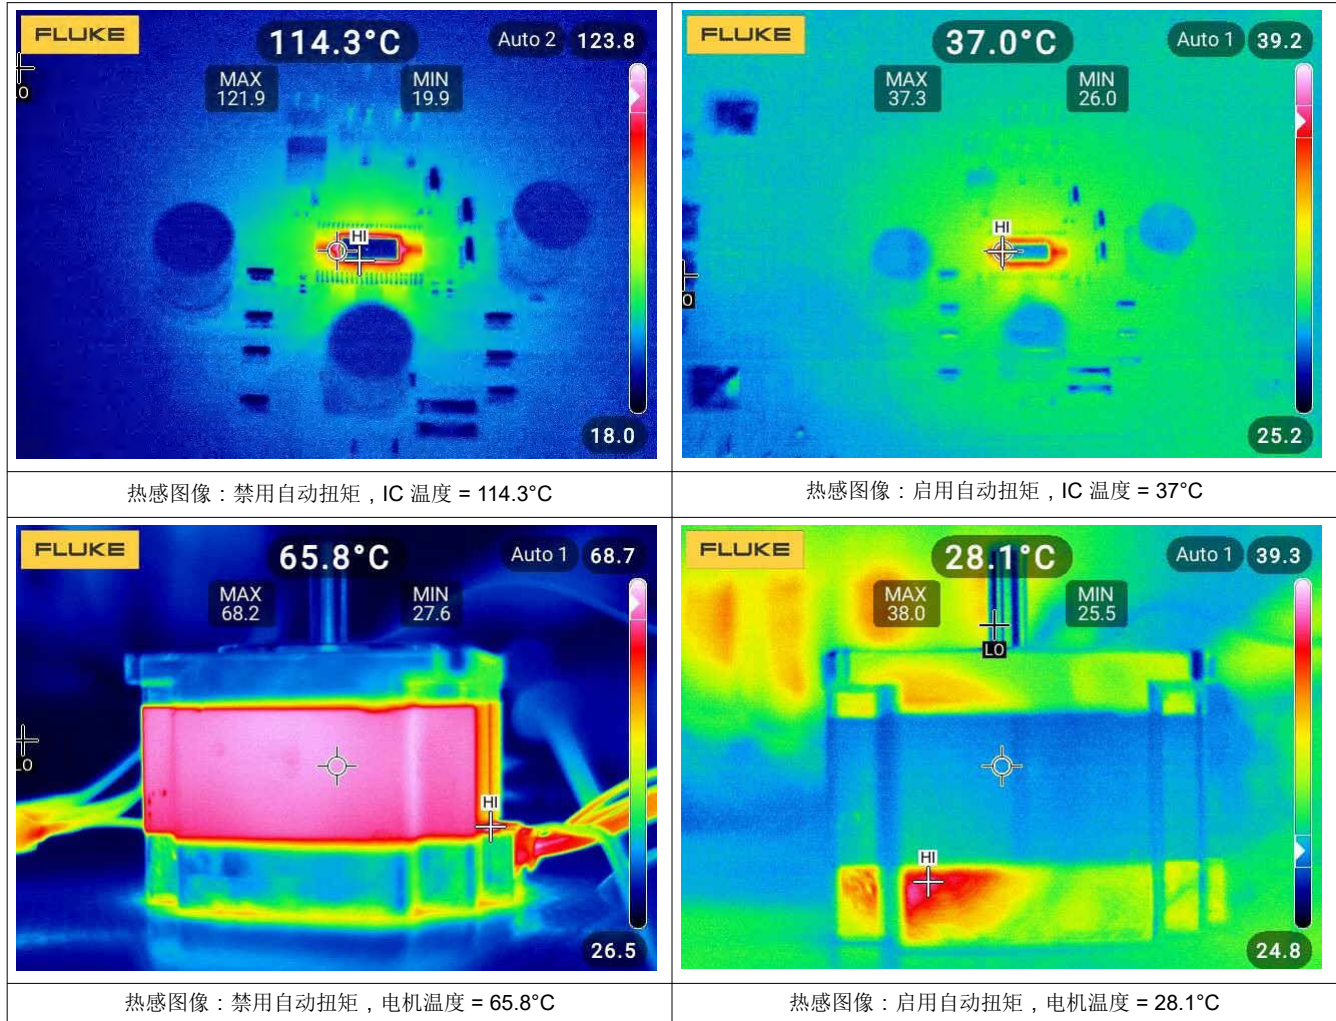 FLUKE
114.3°C
Auto 2 123.8
MAX
121.9
MIN
19.9
LO
HI
18.0
FLUKE
37.0°C
Auto 1 39.2
MAX
37.3
MIN
26.0
HI
LO
25.2
热感图像：禁用自动扭矩，IC 温度 = 114.3°C
热感图像：启用自动扭矩，IC 温度 = 37°C
FLUKE
65.8°C
Auto 1 68.7
MAX
68.2
MIN
27.6
LO
HI
26.5
FLUKE
28.1°C
Auto 1 39.3
MAX
38.0
MIN
25.5
LO
HI
24.8
热感图像：禁用自动扭矩，电机温度 = 65.8°C
热感图像：启用自动扭矩，电机温度 = 28.1°C